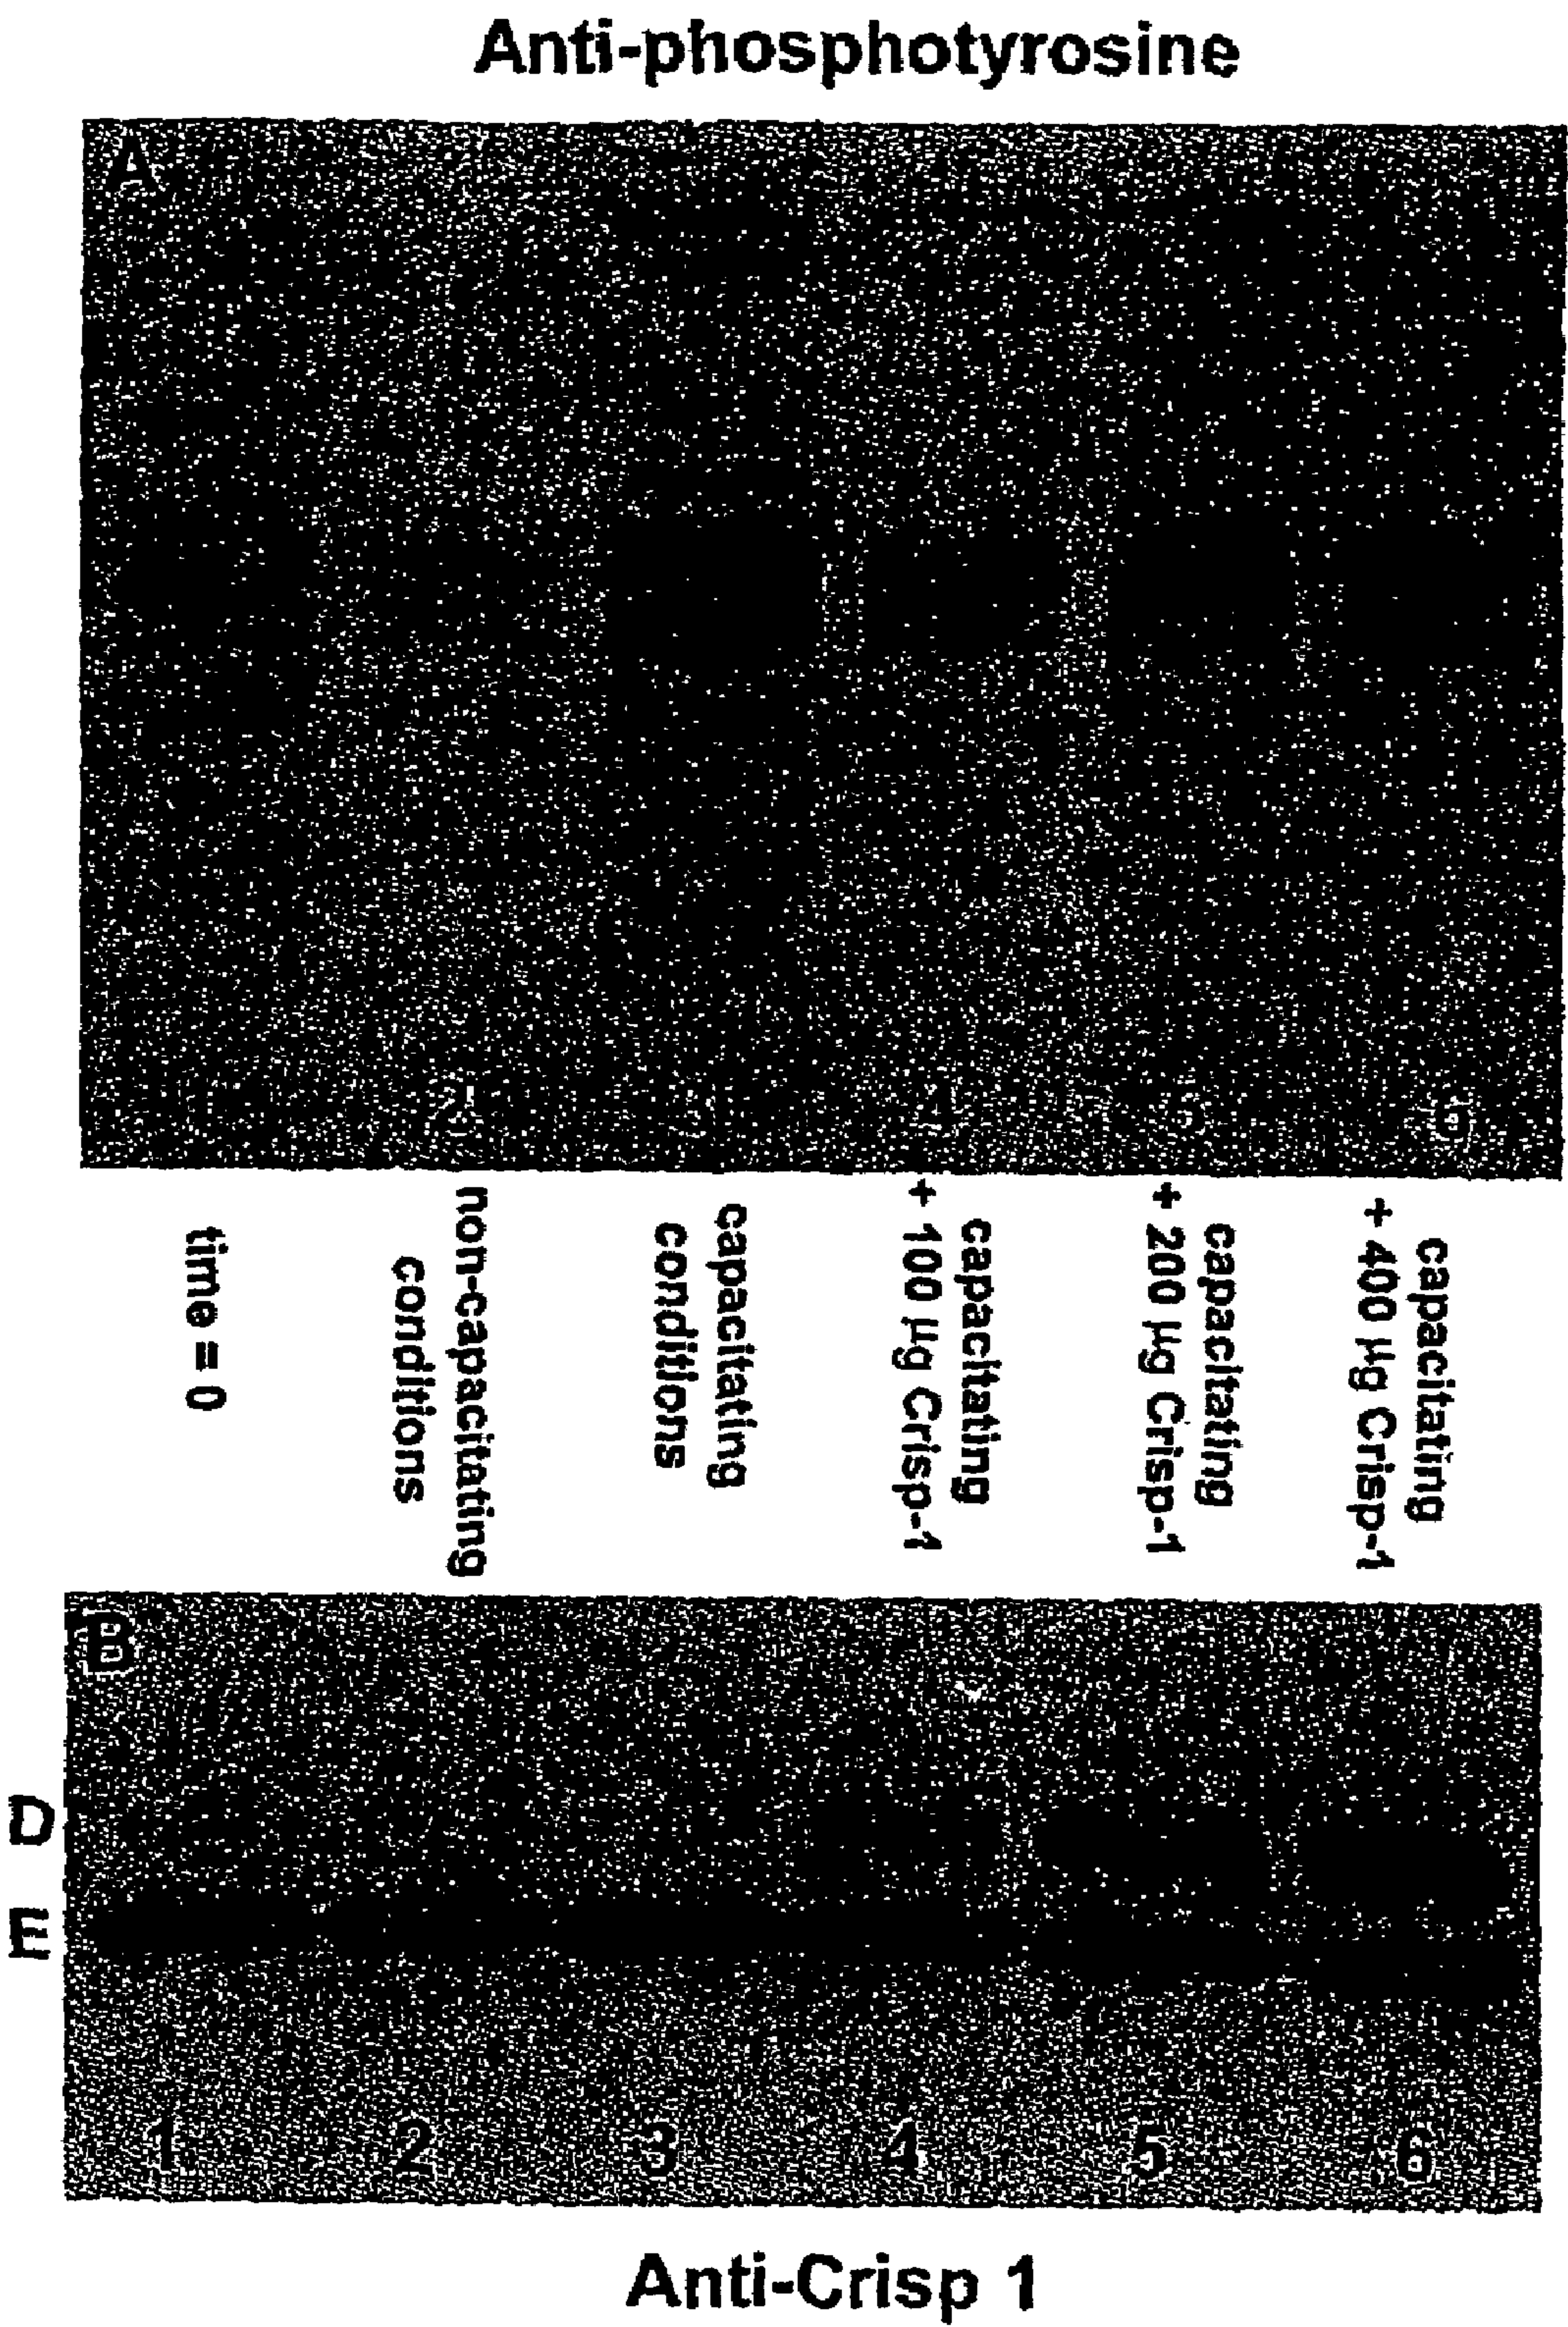 Anti-phosphotyrosine
A
2
4
5
6
time = 0
non-capacitating
conditions
capacitating
conditions
capacitating
+ 100 µg Crisp-1
capacitating
+ 200 µg Crisp-1
capacitating
+ 400 µg Crisp-1
B
D
E
1 2 3 4 5 6
Anti-Crisp 1